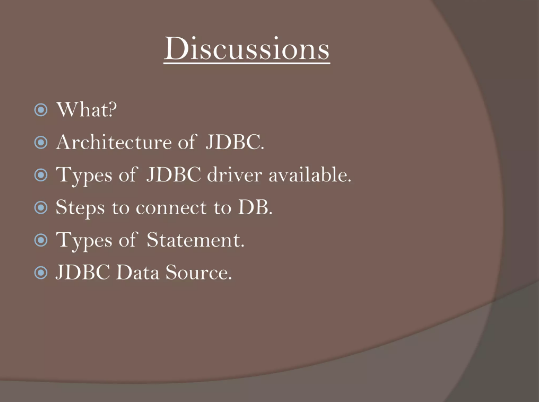 Discussions
What?
Architecture of JDBC.
Types of JDBC driver available.
Steps to connect to DB.
Types of Statement.
JDBC Data Source.